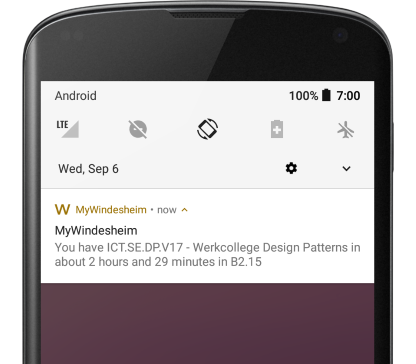 Android 100% 7:00
LTE
Wed, Sep 6
W MyWindesheim • now
MyWindesheim
You have ICT.SE.DP.V17 - Werkcollege Design Patterns in
about 2 hours and 29 minutes in B2.15